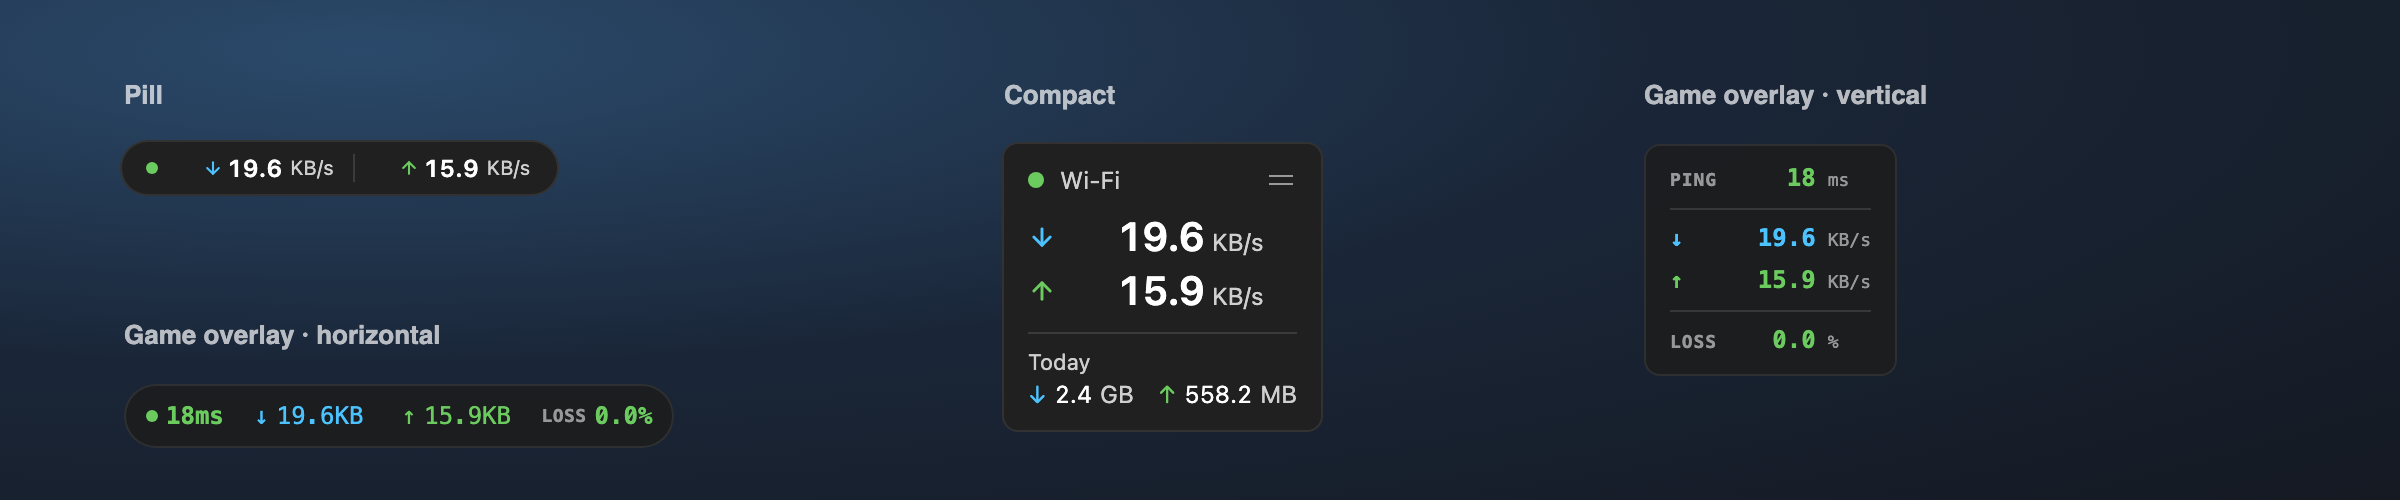 Pill
↓ 19.6 KB/s ↑ 15.9 KB/s
Game overlay · horizontal
18ms ↓ 19.6KB ↑ 15.9KB LOSS 0.0%
Compact
Wi-Fi
↓ 19.6 KB/s
↑ 15.9 KB/s
Today
↓ 2.4 GB ↑ 558.2 MB
Game overlay · vertical
PING 18 ms
↓ 19.6 KB/s
↑ 15.9 KB/s
LOSS 0.0 %